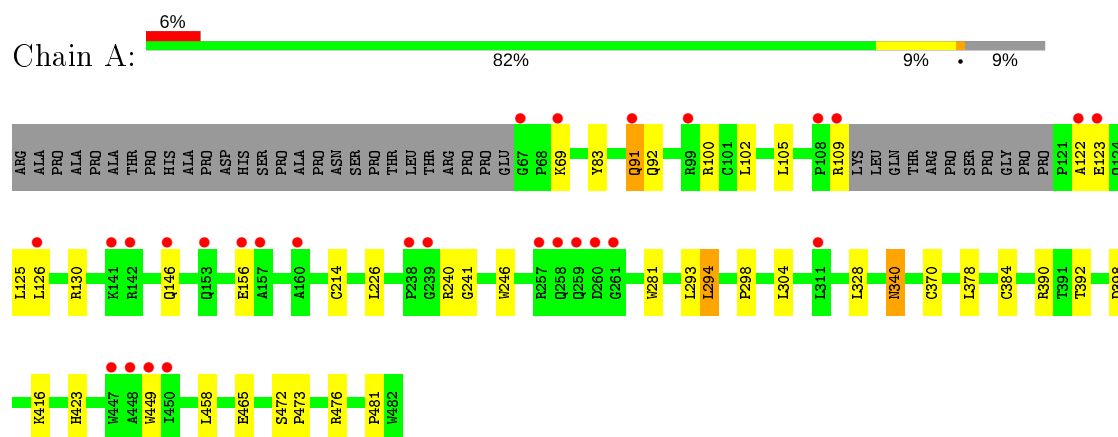 6%
Chain A:
82% 9% • 9%
ARG ALA PRO ALA PRO ALA THR PRO HIS ALA PRO ASP HIS SER PRO ALA PRO ASN SER PRO THR LEU THR ARG PRO PRO GLU G67 P68 K69 Y83 Q91 Q92 R99 R100 C101 L102 L105 P108 R109 LYS LEU GLN THR ARG PRO SER PRO GLY PRO PRO P121 A122 E123 Q124
L125 L126 R130 K141 R142 Q146 Q153 E156 A157 A160 C214 L226 P238 G239 R240 G241 W246 R257 Q258 Q259 D260 G261 W281 L293 L294 P298 L304 L311 L328 N340 C370 L378 C384 R390 T391 T392
K416 H423 W447 A448 W449 I450 L458 E465 S472 P473 R476 P481 W482